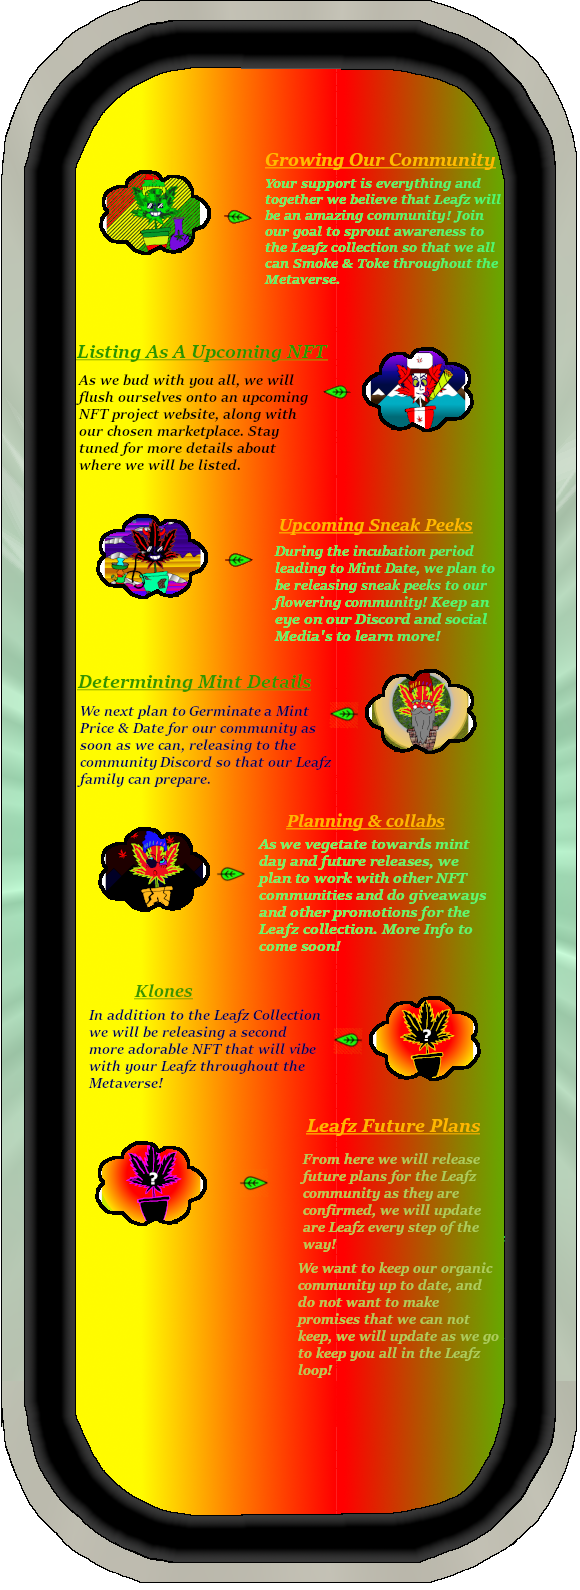 Growing Our Community
Your support is everything and
together we believe that Leafz will
be an amazing community! Join
our goal to sprout awareness to
the Leafz collection so that we all
can Smoke & Toke throughout the
Metaverse.
Listing As A Upcoming NFT
As we bud with you all, we will
flush ourselves onto an upcoming
NFT project website, along with
our chosen marketplace. Stay
tuned for more details about
where we will be listed.
Upcoming Sneak Peeks
During the incubation period
leading to Mint Date, we plan to
be releasing sneak peeks to our
flowering community! Keep an
eye on our Discord and social
Media's to learn more!
Determining Mint Details
We next plan to Germinate a Mint
Price & Date for our community as
soon as we can, releasing to the
community Discord so that our Leafz
family can prepare.
Planning & collabs
As we vegetate towards mint
day and future releases, we
plan to work with other NFT
communities and do giveaways
and other promotions for the
Leafz collection. More Info to
come soon!
Klones
In addition to the Leafz Collection
we will be releasing a second
more adorable NFT that will vibe
with your Leafz throughout the
Metaverse!
?
Leafz Future Plans
?
From here we will release
future plans for the Leafz
community as they are
confirmed, we will update
are Leafz every step of the
way!
We want to keep our organic
community up to date, and
do not want to make
promises that we can not
keep, we will update as we go
to keep you all in the Leafz
loop!